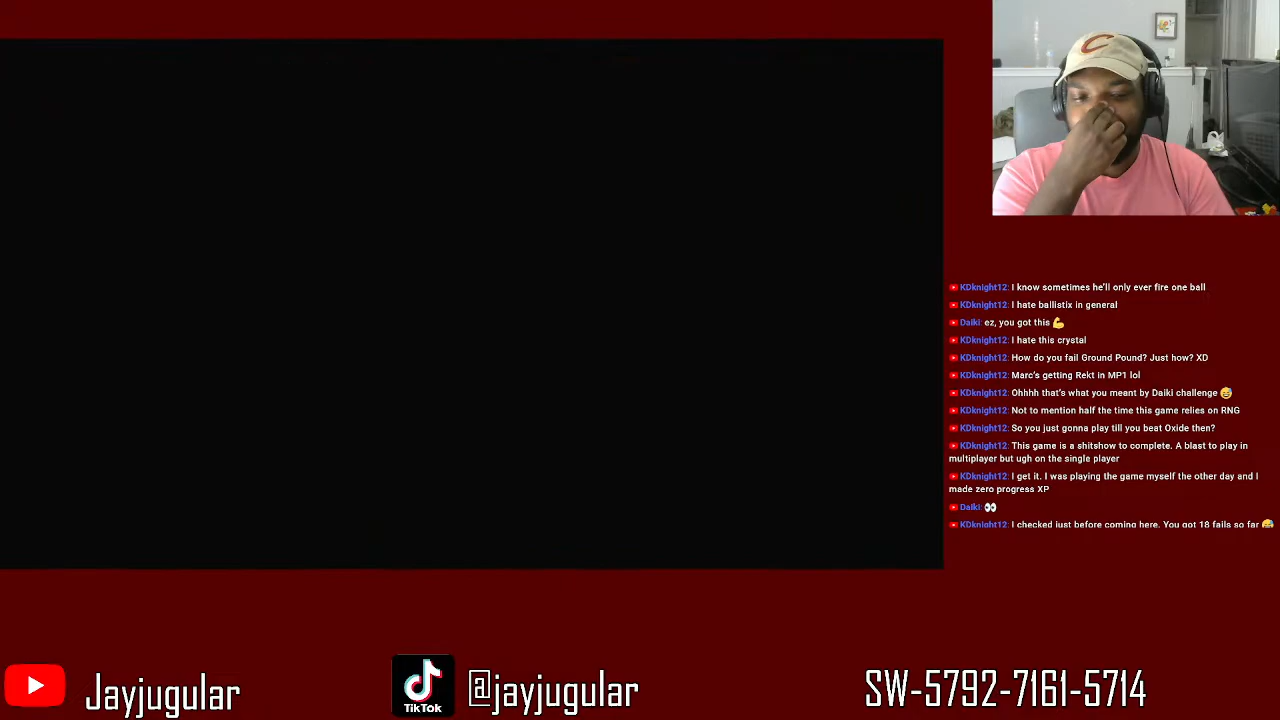 C
KDknight12: I know sometimes he'll only ever fire one ball
KDknight12: I hate ballistix in general
Daiki: ez, you got this 💪
KDknight12: I hate this crystal
KDknight12: How do you fail Ground Pound? Just how? XD
KDknight12: Marc's getting Rekt in MP1 lol
KDknight12: Ohhhh that's what you meant by Daiki challenge 😅
KDknight12: Not to mention half the time this game relies on RNG
KDknight12: So you just gonna play till you beat Oxide then?
KDknight12: This game is a shitshow to complete. A blast to play in
multiplayer but ugh on the single player
KDknight12: I get it. I was playing the game myself the other day and I
made zero progress XP
Daiki: 👀
KDknight12: I checked just before coming here. You got 18 fails so far 😅
Jayjugular
TikTok
@jayjugular
SW-5792-7161-5714